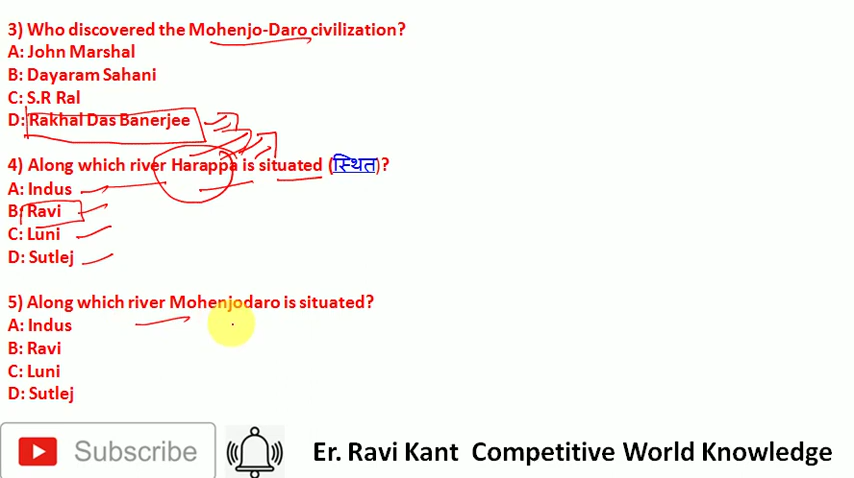 3) Who discovered the Mohenjo-Daro civilization?
A: John Marshal
B: Dayaram Sahani
C: S.R Ral
D: Rakhal Das Banerjee
4) Along which river Harappa is situated (स्थित)?
A: Indus
B: Ravi
C: Luni
D: Sutlej
5) Along which river Mohenjodaro is situated?
A: Indus
B: Ravi
C: Luni
D: Sutlej
Subscribe
Er. Ravi Kant Competitive World Knowledge